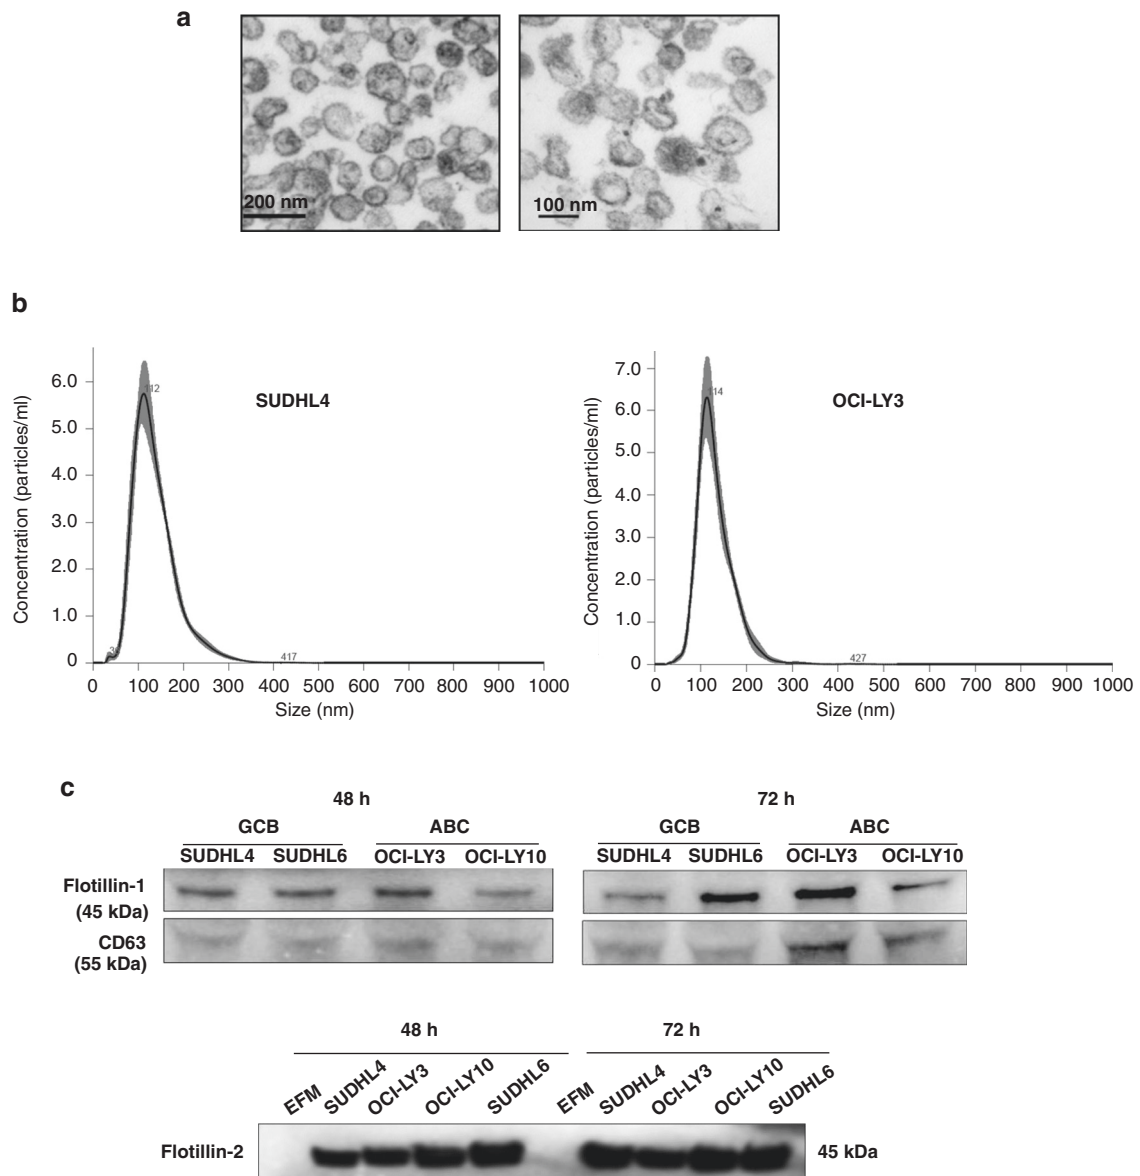 a
200 nm
100 nm
b
SUDHL4
Concentration (particles/ml)
6.0
5.0
4.0
3.0
2.0
1.0
0
112
417
0 100 200 300 400 500 600 700 800 900 1000
Size (nm)
OCI-LY3
Concentration (particles/ml)
7.0
6.0
5.0
4.0
3.0
2.0
1.0
0
114
427
0 100 200 300 400 500 600 700 800 900 1000
Size (nm)
c
48 h
GCB ABC
SUDHL4 SUDHL6 OCI-LY3 OCI-LY10
72 h
GCB ABC
SUDHL4 SUDHL6 OCI-LY3 OCI-LY10
Flotillin-1
(45 kDa)
CD63
(55 kDa)
48 h 72 h
EFM SUDHL4 OCI-LY3 OCI-LY10 SUDHL6 EFM SUDHL4 OCI-LY3 OCI-LY10 SUDHL6
Flotillin-2 45 kDa